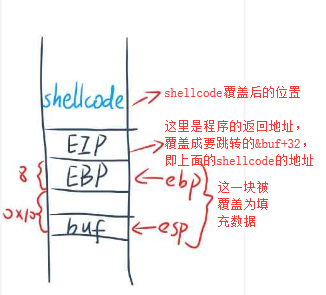 shellcode
shellcode覆盖后的位置
这里是程序的返回地址,
覆盖成要跳转的&buf+32,
即上面的shellcode的地址
EIP
8
EBP
ebp
这一块被
覆盖为填
充数据
0x10
buf
esp